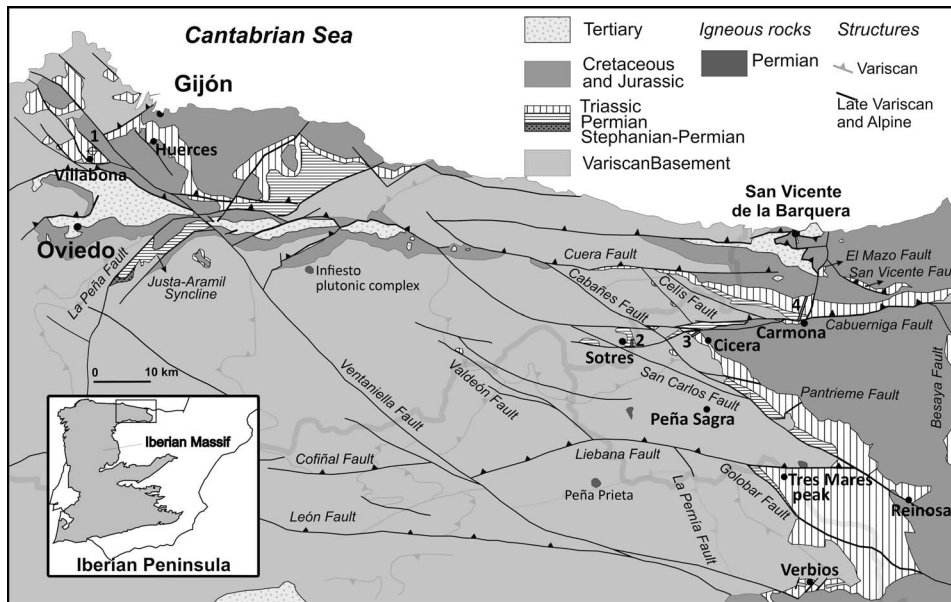 Cantabrian Sea
Tertiary
Cretaceous
and Jurassic
Triassic
Permian
Stephanian-Permian
VariscanBasement
Igneous rocks
Permian
Structures
Variscan
Late Variscan
and Alpine
Gijón
1
Huerces
Villabona
Oviedo
La Peña Fault
Justa-Aramil
Syncline
Infiesto
plutonic complex
San Vicente
de la Barquera
El Mazo Fault
San Vicente Fau
Cuera Fault
Cabañes Fault
Celis Fault
4
Carmona
Cabuerniga Fault
2
3
Sotres
Cicera
Besaya Fault
0
10 km
Ventaniella Fault
Valdeón Fault
San Carlos Fault
Pantrieme Fault
Peña Sagra
Iberian Massif
Iberian Peninsula
Cofiñal Fault
Liebana Fault
León Fault
Peña Prieta
La Pernía Fault
Golobar Fault
Tres Mares
peak
Reinosa
Verbios